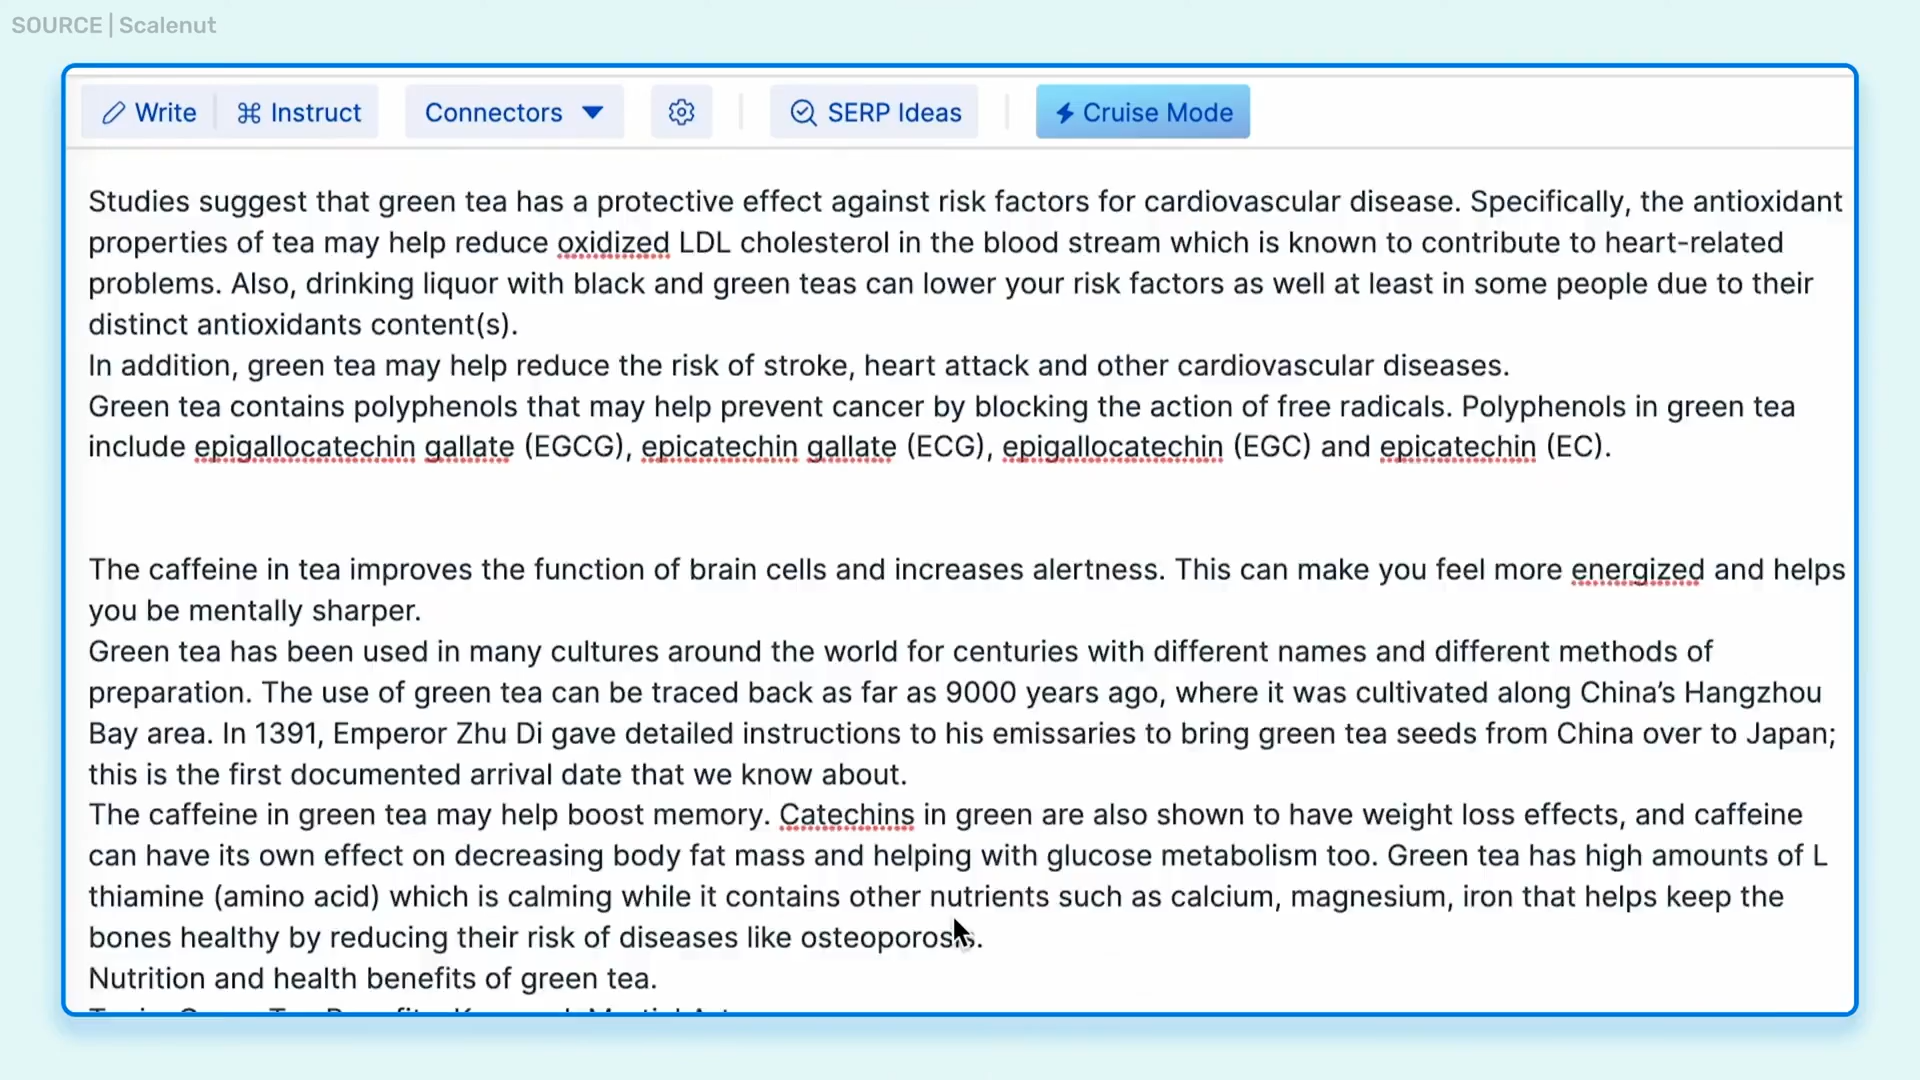 SOURCE | Scalenut
Write Instruct Connectors SERP Ideas Cruise Mode
Studies suggest that green tea has a protective effect against risk factors for cardiovascular disease. Specifically, the antioxidant
properties of tea may help reduce oxidized LDL cholesterol in the blood stream which is known to contribute to heart-related
problems. Also, drinking liquor with black and green teas can lower your risk factors as well at least in some people due to their
distinct antioxidants content(s).
In addition, green tea may help reduce the risk of stroke, heart attack and other cardiovascular diseases.
Green tea contains polyphenols that may help prevent cancer by blocking the action of free radicals. Polyphenols in green tea
include epigallocatechin gallate (EGCG), epicatechin gallate (ECG), epigallocatechin (EGC) and epicatechin (EC).
The caffeine in tea improves the function of brain cells and increases alertness. This can make you feel more energized and helps
you be mentally sharper.
Green tea has been used in many cultures around the world for centuries with different names and different methods of
preparation. The use of green tea can be traced back as far as 9000 years ago, where it was cultivated along China’s Hangzhou
Bay area. In 1391, Emperor Zhu Di gave detailed instructions to his emissaries to bring green tea seeds from China over to Japan;
this is the first documented arrival date that we know about.
The caffeine in green tea may help boost memory. Catechins in green are also shown to have weight loss effects, and caffeine
can have its own effect on decreasing body fat mass and helping with glucose metabolism too. Green tea has high amounts of L
thiamine (amino acid) which is calming while it contains other nutrients such as calcium, magnesium, iron that helps keep the
bones healthy by reducing their risk of diseases like osteoporosis.
Nutrition and health benefits of green tea.